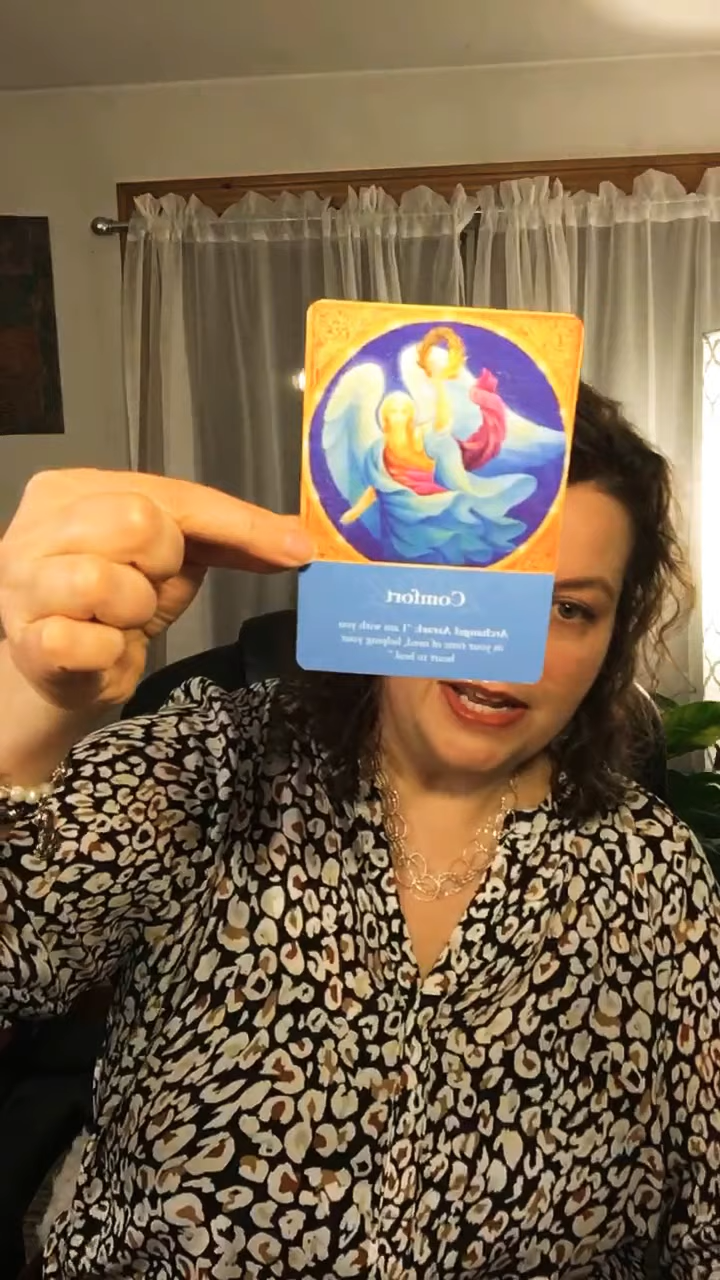 Comfort
Archangel Azrael: "I am with you
in your time of need, helping your
heart to heal."